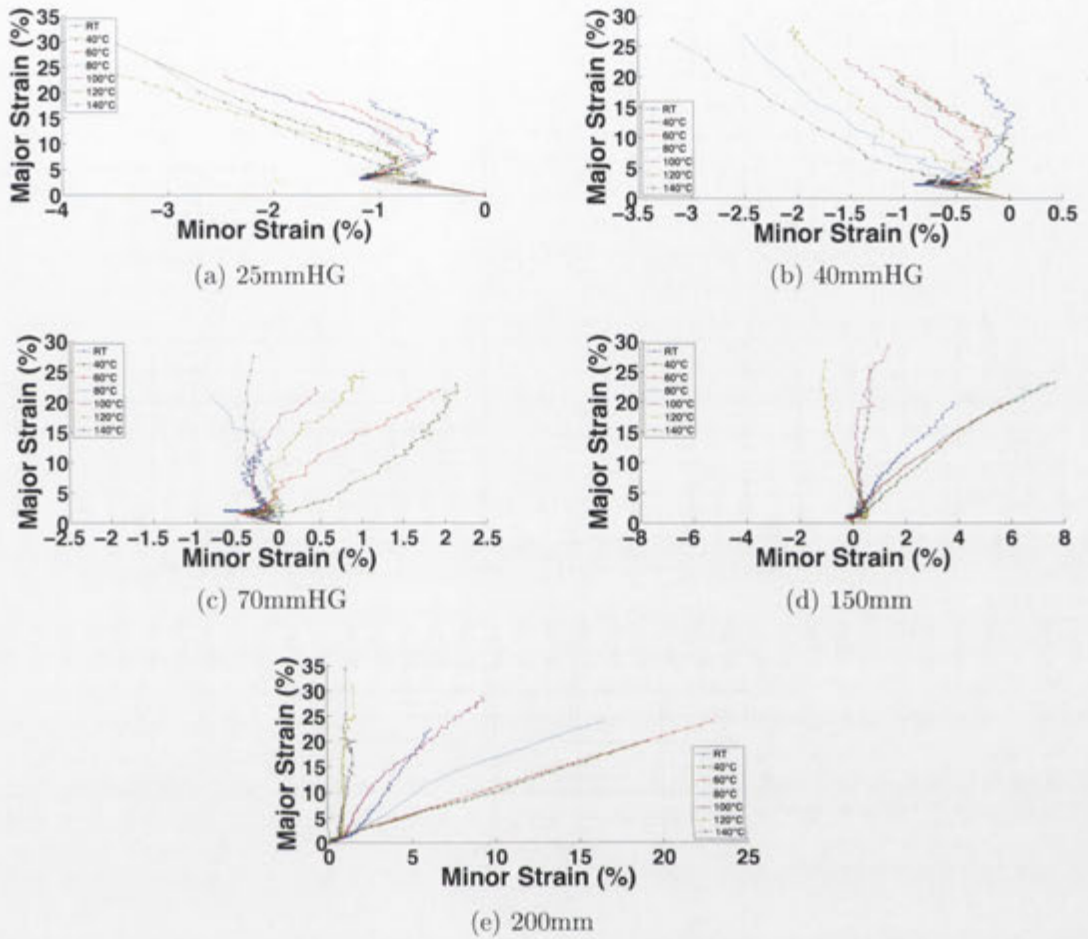 Major Strain (%)
35
30
25
20
15
10
5
0
RT
40°C
60°C
80°C
100°C
120°C
140°C
−4 −3 −2 −1 0
Minor Strain (%)
(a) 25mmHG
Major Strain (%)
30
25
20
15
10
5
0
RT
40°C
60°C
80°C
100°C
120°C
140°C
−3.5 −3 −2.5 −2 −1.5 −1 −0.5 0 0.5
Minor Strain (%)
(b) 40mmHG
Major Strain (%)
30
25
20
15
10
5
0
RT
40°C
60°C
80°C
100°C
120°C
140°C
−2.5 −2 −1.5 −1 −0.5 0 0.5 1 1.5 2 2.5
Minor Strain (%)
(c) 70mmHG
Major Strain (%)
30
25
20
15
10
5
0
RT
40°C
60°C
80°C
100°C
120°C
140°C
−8 −6 −4 −2 0 2 4 6 8
Minor Strain (%)
(d) 150mm
Major Strain (%)
35
30
25
20
15
10
5
0
RT
40°C
60°C
80°C
100°C
120°C
140°C
0 5 10 15 20 25
Minor Strain (%)
(e) 200mm